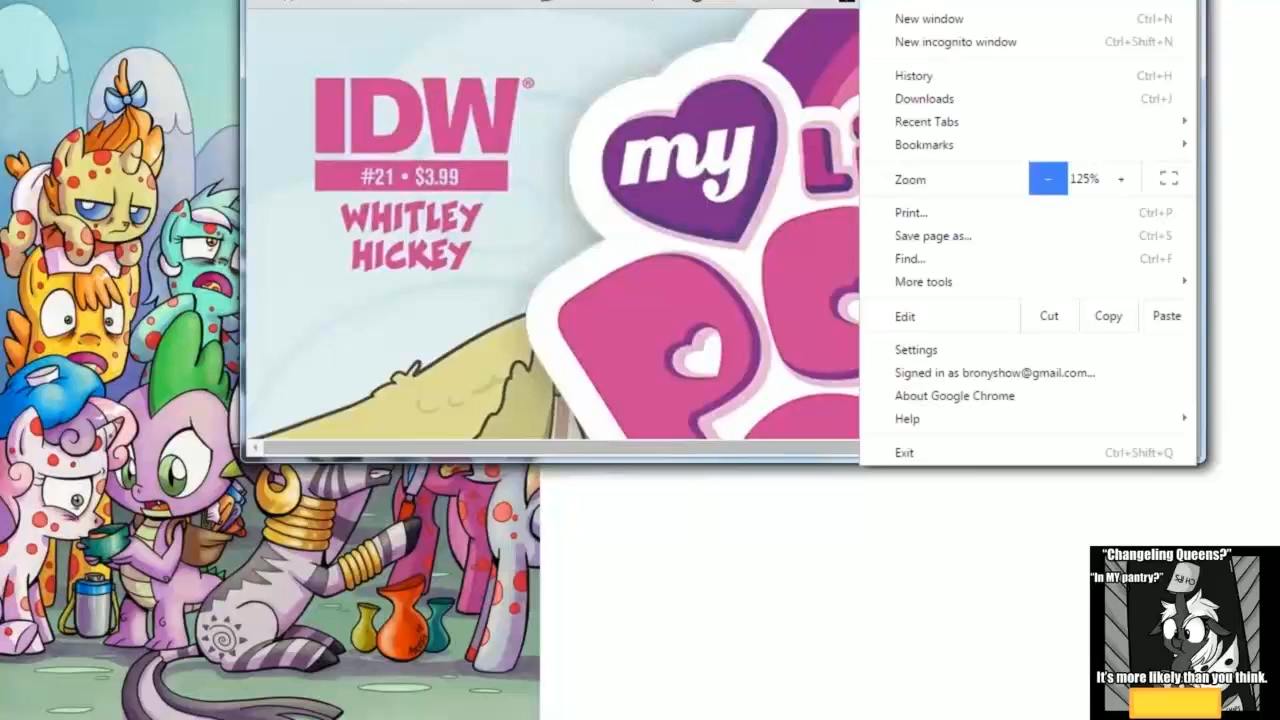 IDW®
#21 • $3.99
WHITLEY
HICKEY
my
Li
New window Ctrl+N
New incognito window Ctrl+Shift+N
History Ctrl+H
Downloads Ctrl+J
Recent Tabs
Bookmarks
Zoom − 125% +
Print... Ctrl+P
Save page as... Ctrl+S
Find... Ctrl+F
More tools
Edit Cut Copy Paste
Settings
Signed in as bronyshow@gmail.com...
About Google Chrome
Help
Exit Ctrl+Shift+Q
"Changeling Queens?"
"In MY pantry?"
It's more likely than you think.